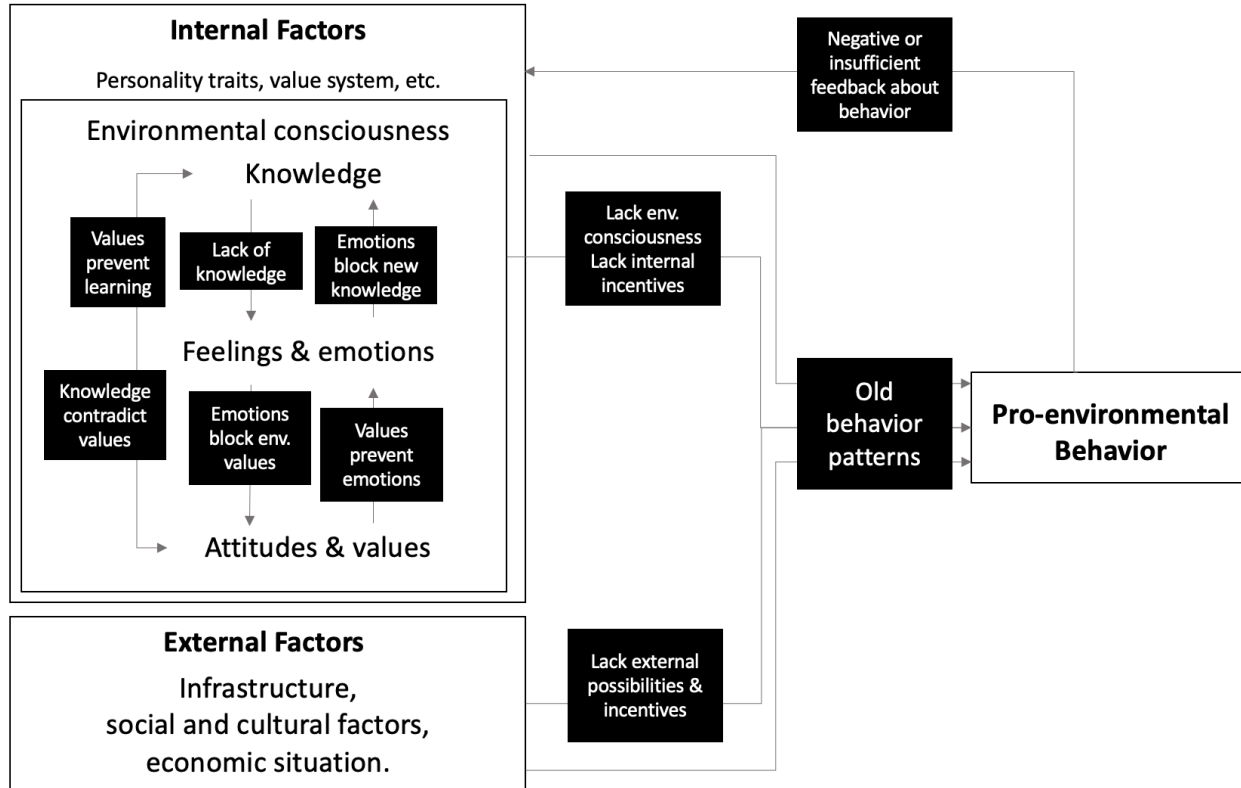 Internal Factors
Personality traits, value system, etc.
Environmental consciousness
Knowledge
Values
prevent
learning
Lack of
knowledge
Emotions
block new
knowledge
Feelings & emotions
Knowledge
contradict
values
Emotions
block env.
values
Values
prevent
emotions
Attitudes & values
External Factors
Infrastructure,
social and cultural factors,
economic situation.
Lack env.
consciousness
Lack internal
incentives
Lack external
possibilities &
incentives
Negative or
insufficient
feedback about
behavior
Old
behavior
patterns
Pro-environmental
Behavior